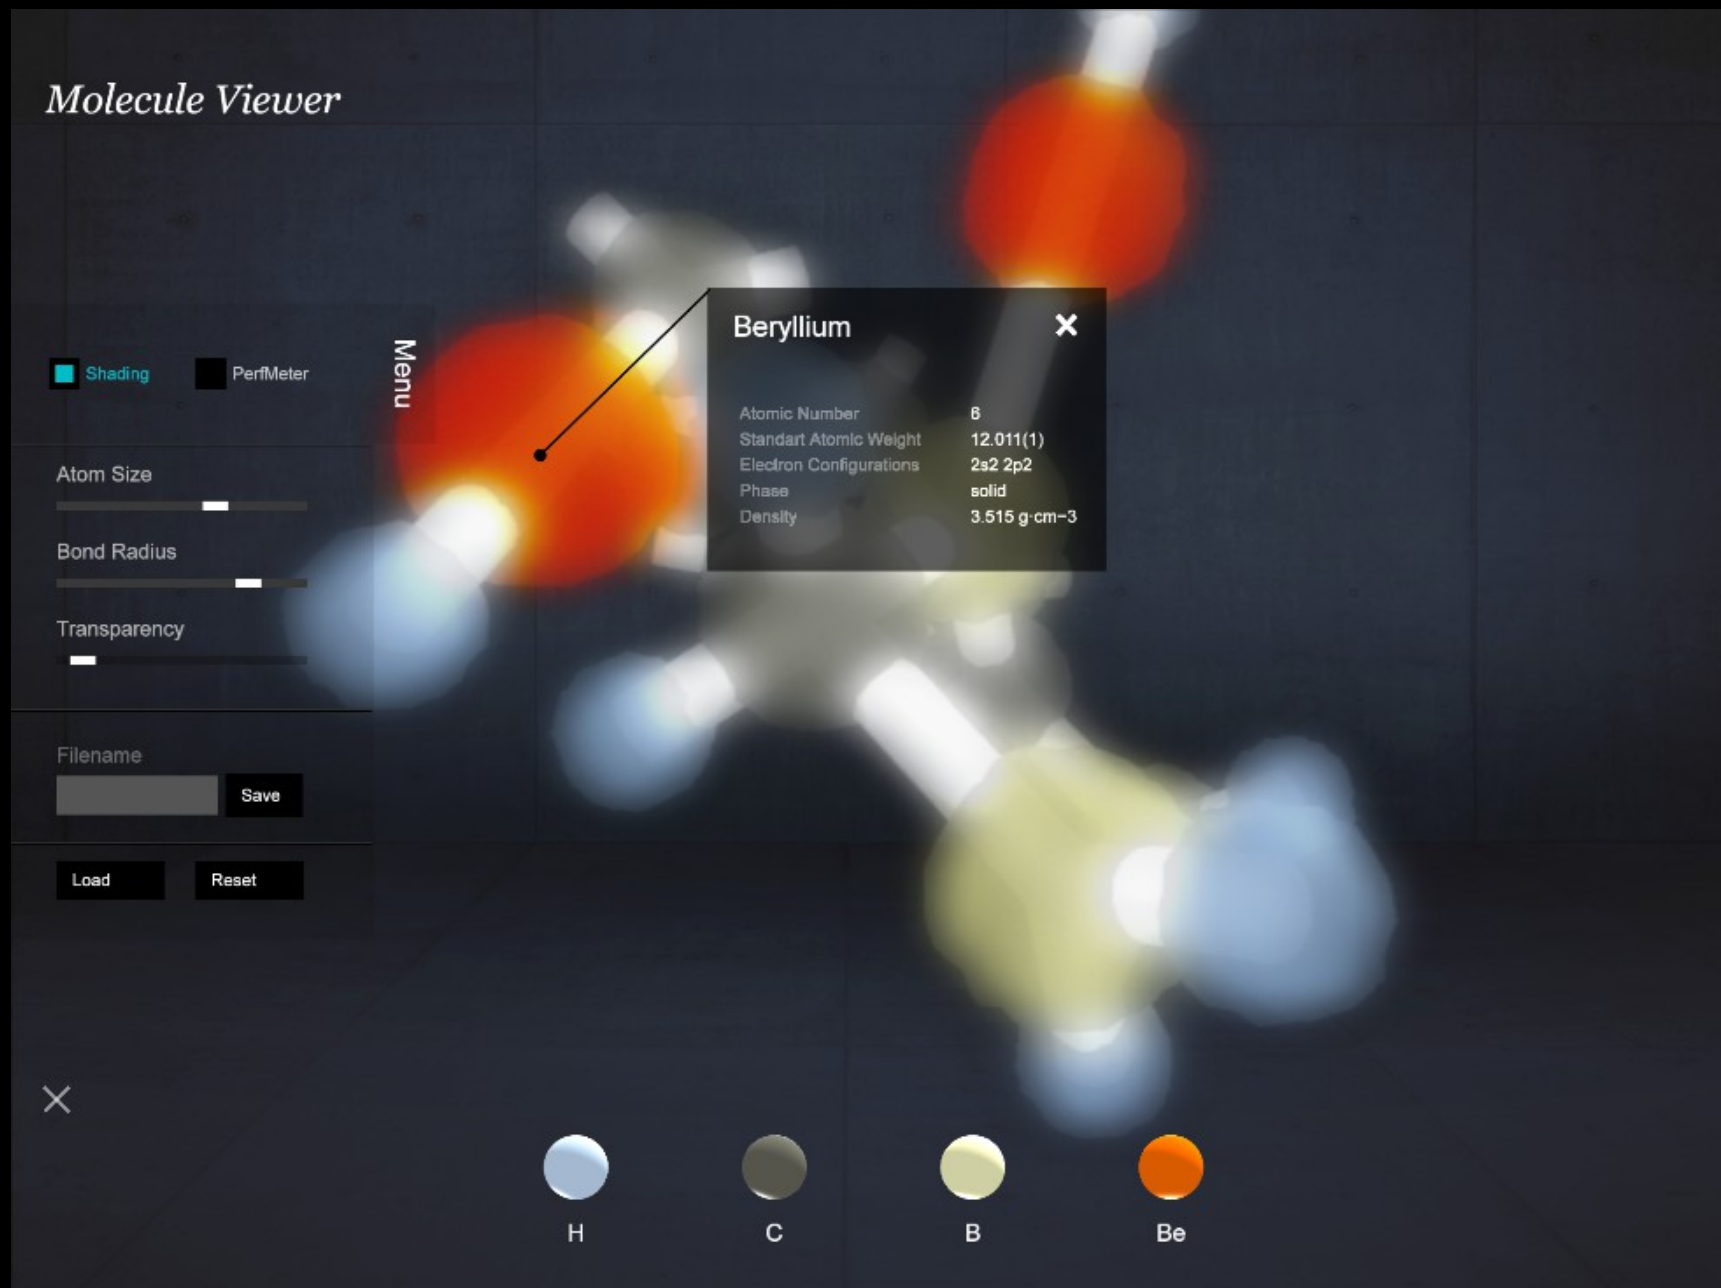 Molecule Viewer
Menu
Shading PerfMeter
Atom Size
Bond Radius
Transparency
Filename
Save
Load Reset
Beryllium
Atomic Number 6
Standart Atomic Weight 12.011(1)
Electron Configurations 2s2 2p2
Phase solid
Density 3.515 g·cm−3
H C B Be